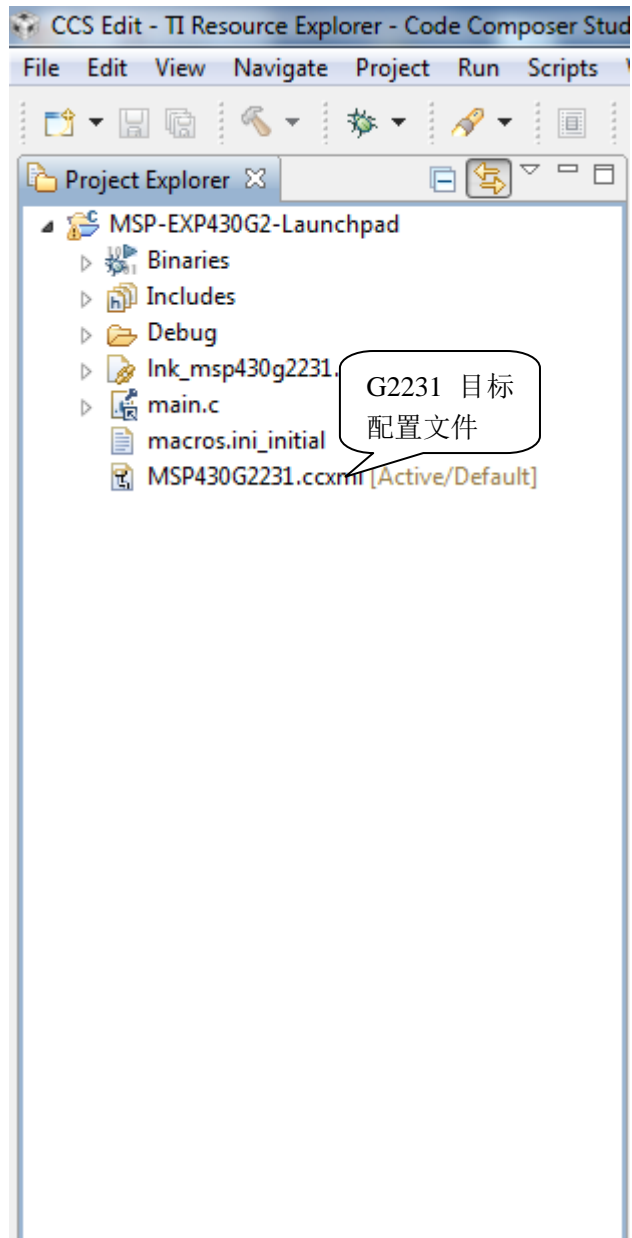 CCS Edit - TI Resource Explorer - Code Composer Stud
File Edit View Navigate Project Run Scripts
Project Explorer
MSP-EXP430G2-Launchpad
Binaries
Includes
Debug
lnk_msp430g2231.
main.c
macros.ini_initial
MSP430G2231.ccxml [Active/Default]
G2231 目标
配置文件